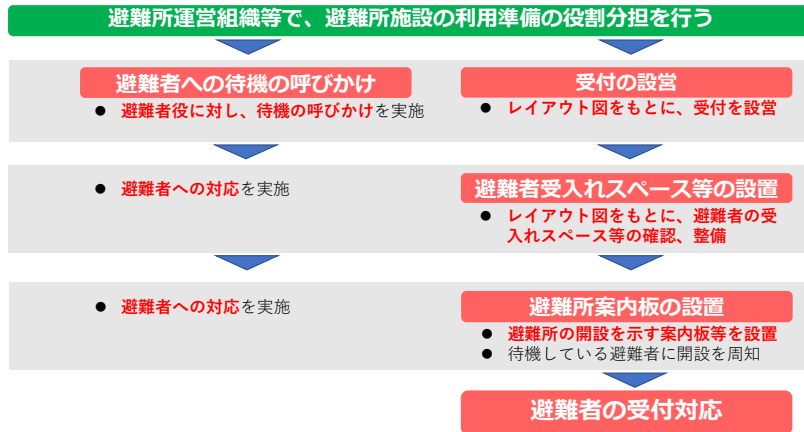 避難所運営組織等で、避難所施設の利用準備の役割分担を行う
避難者への待機の呼びかけ
● 避難者役に対し、待機の呼びかけを実施
受付の設営
● レイアウト図をもとに、受付を設営
● 避難者への対応を実施
避難者受入れスペース等の設置
● レイアウト図をもとに、避難者の受
入れスペース等の確認、整備
● 避難者への対応を実施
避難所案内板の設置
● 避難所の開設を示す案内板等を設置
● 待機している避難者に開設を周知
避難者の受付対応